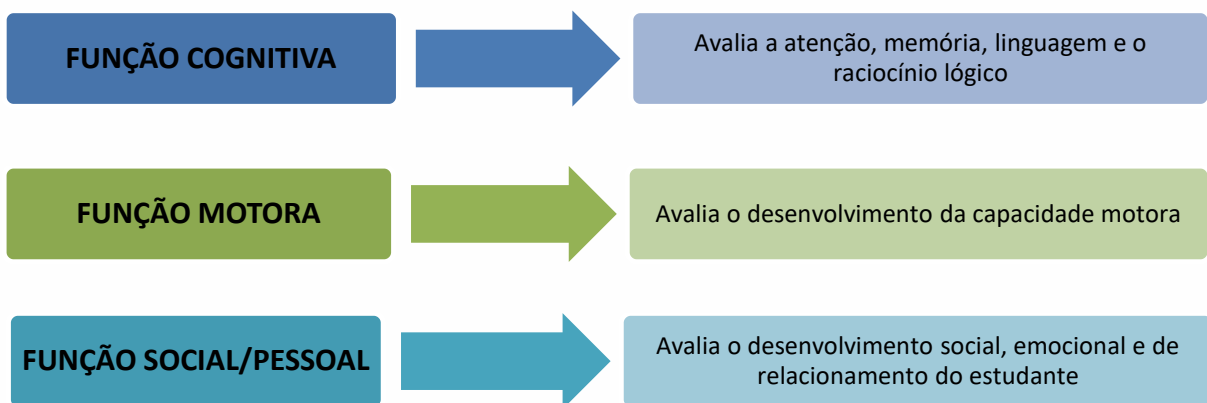 FUNÇÃO COGNITIVA
Avalia a atenção, memória, linguagem e o
raciocínio lógico
FUNÇÃO MOTORA
Avalia o desenvolvimento da capacidade motora
FUNÇÃO SOCIAL/PESSOAL
Avalia o desenvolvimento social, emocional e de
relacionamento do estudante